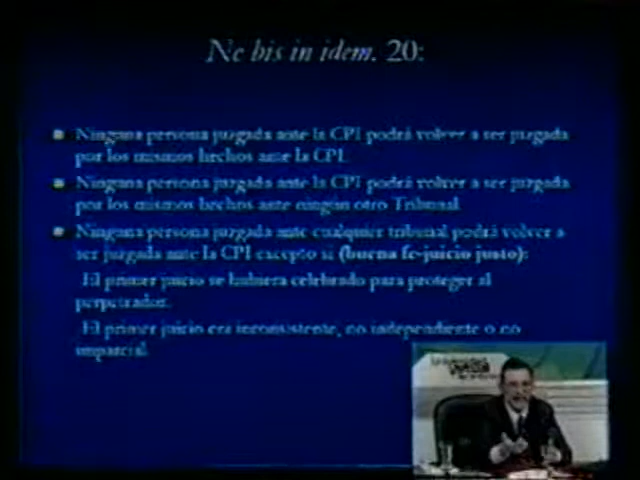 Ne bis in idem. 20:
Ninguna persona juzgada ante la CPI podrá volver a ser juzgada
por los mismos hechos ante la CPI.
Ninguna persona juzgada ante la CPI podrá volver a ser juzgada
por los mismos hechos ante ningún otro Tribunal.
Ninguna persona juzgada ante cualquier tribunal podrá volver a
ser juzgada ante la CPI excepto si (buena fe-juicio justo):
El primer juicio se hubiera celebrado para proteger al
perpetrador.
El primer juicio era inconsistente, no independiente o no
imparcial.